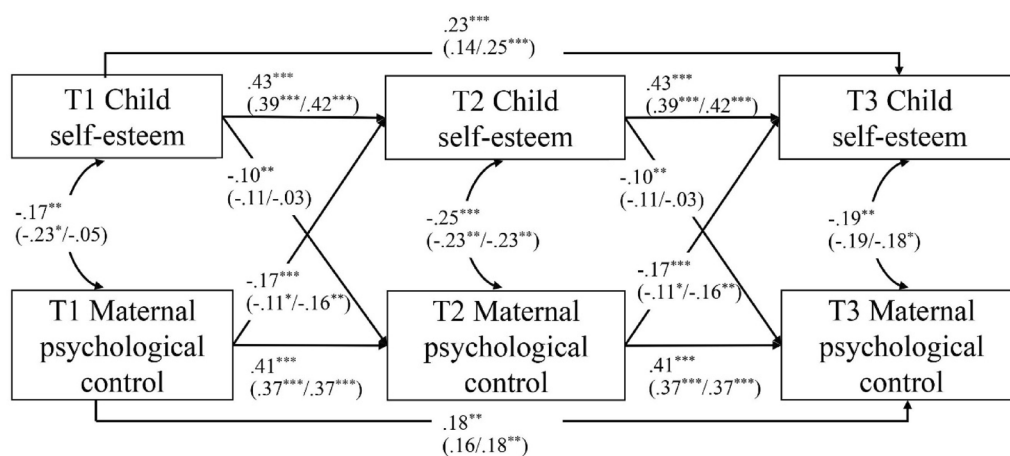 .23***
(.14/.25***)
T1 Child
self-esteem
.43***
(.39***/.42***)
T2 Child
self-esteem
.43***
(.39***/.42***)
T3 Child
self-esteem
-.17**
(-.23*/-.05)
-.10**
(-.11/-.03)
-.25***
(-.23**/-.23**)
-.10**
(-.11/-.03)
-.19**
(-.19/-.18*)
-.17***
(-.11*/-.16**)
-.17***
(-.11*/-.16**)
T1 Maternal
psychological
control
.41***
(.37***/.37***)
T2 Maternal
psychological
control
.41***
(.37***/.37***)
T3 Maternal
psychological
control
.18**
(.16/.18**)